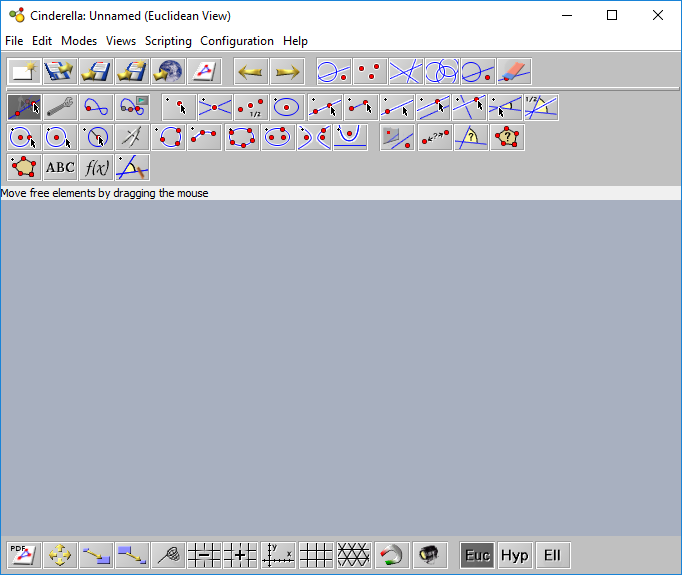 Cinderella: Unnamed (Euclidean View)
File Edit Modes Views Scripting Configuration Help
1/2 1/2
?
? ?
ABC f(x)
Move free elements by dragging the mouse
PDF y x Euc Hyp Ell